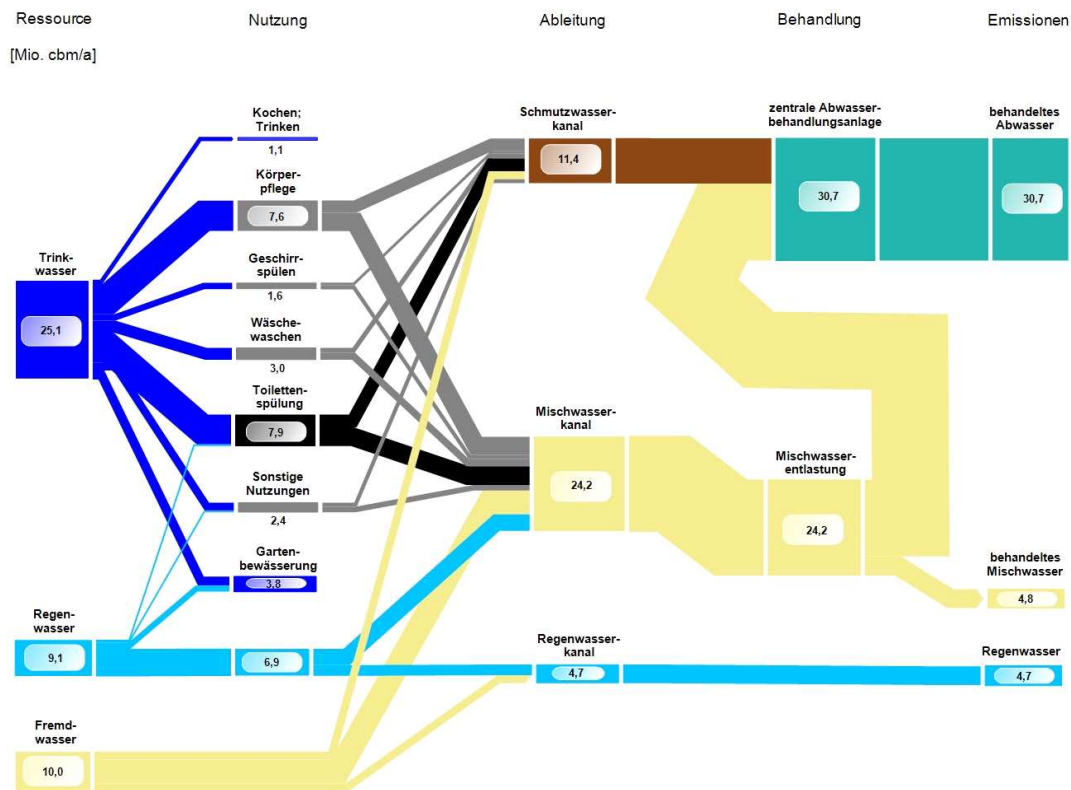 Ressource
Nutzung
Ableitung
Behandlung
Emissionen
[Mio. cbm/a]
Kochen;
Trinken
1,1
Körper-
pflege
7,6
Geschirr-
spülen
1,6
Wäsche-
waschen
3,0
Toiletten-
spülung
7,9
Sonstige
Nutzungen
2,4
Garten-
bewässerung
3,8
6,9
Trink-
wasser
25,1
Regen-
wasser
9,1
Fremd-
wasser
10,0
Schmutzwasser-
kanal
11,4
Mischwasser-
kanal
24,2
Regenwasser-
kanal
4,7
zentrale Abwasser-
behandlungsanlage
30,7
Mischwasser-
entlastung
24,2
behandeltes
Abwasser
30,7
behandeltes
Mischwasser
4,8
Regenwasser
4,7